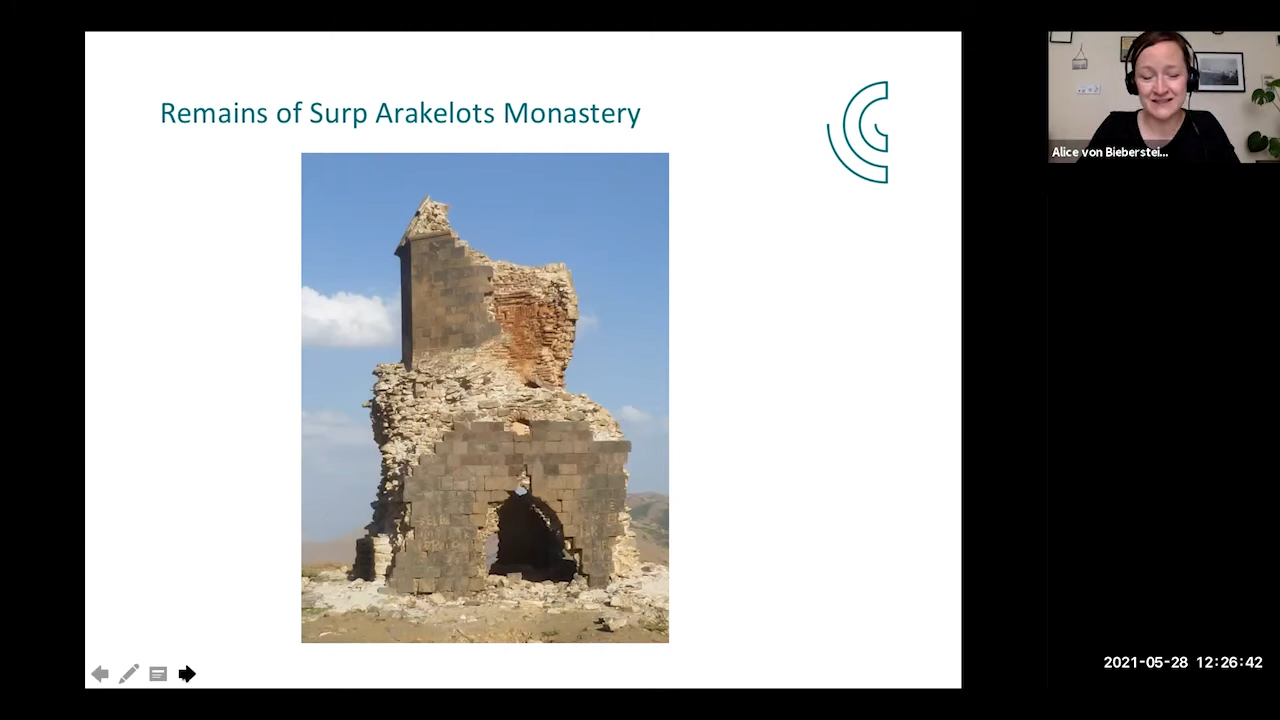 Remains of Surp Arakelots Monastery
Alice von Bieberstei...
2021-05-28 12:26:42